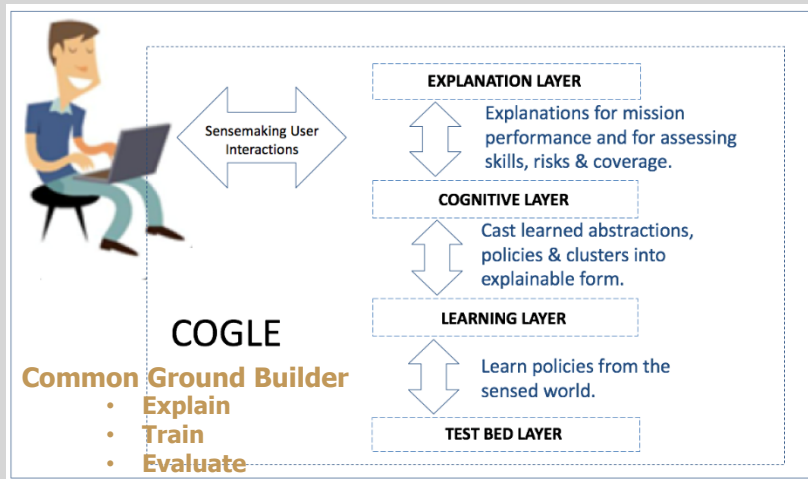 Sensemaking User
Interactions
EXPLANATION LAYER
Explanations for mission
performance and for assessing
skills, risks & coverage.
COGNITIVE LAYER
Cast learned abstractions,
policies & clusters into
explainable form.
LEARNING LAYER
Learn policies from the
sensed world.
TEST BED LAYER
COGLE
Common Ground Builder
• Explain
• Train
• Evaluate